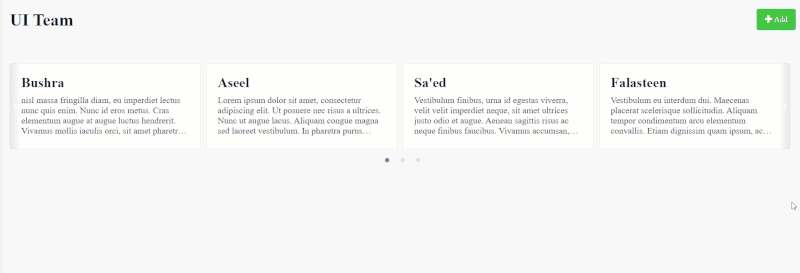 UI Team
Add
Bushra
nisl massa fringilla diam, eu imperdiet lectus
nunc quis enim. Nunc id eros metus. Cras
elementum augue at augue luctus hendrerit.
Vivamus mollis iaculis orci, sit amet pharetr…
Aseel
Lorem ipsum dolor sit amet, consectetur
adipiscing elit. Ut posuere nec risus a ultrices.
Nunc ut augue lacus. Aliquam congue magna
sed laoreet vestibulum. In pharetra purus…
Sa'ed
Vestibulum finibus, urna id egestas viverra,
velit velit imperdiet neque, sit amet ultrices
justo odio et augue. Aenean sagittis risus ac
neque finibus faucibus. Vivamus accumsan,…
Falasteen
Vestibulum eu interdum dui. Maecenas
placerat scelerisque sollicitudin. Aliquam
tempor condimentum arcu elementum
convallis. Etiam dignissim quam ipsum, ac…